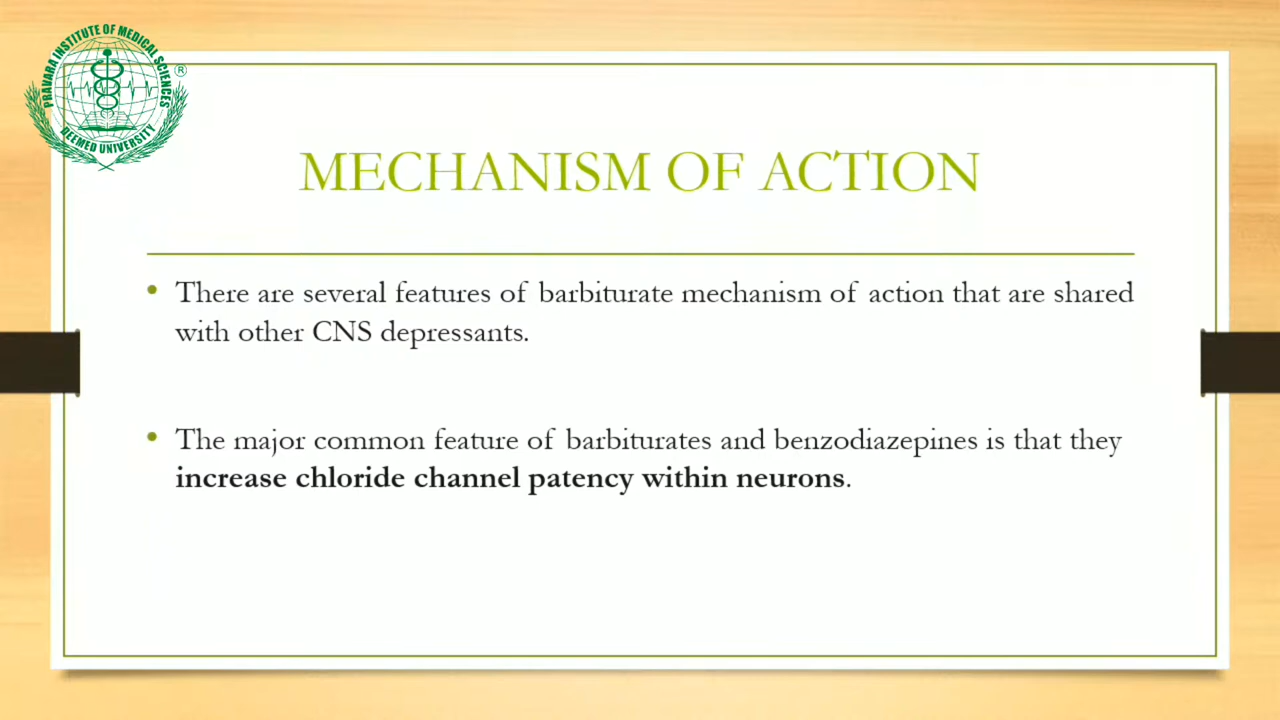 PRAVARA INSTITUTE OF MEDICAL SCIENCES
®
DEEMED UNIVERSITY
MECHANISM OF ACTION
• There are several features of barbiturate mechanism of action that are shared
with other CNS depressants.
• The major common feature of barbiturates and benzodiazepines is that they
increase chloride channel patency within neurons.